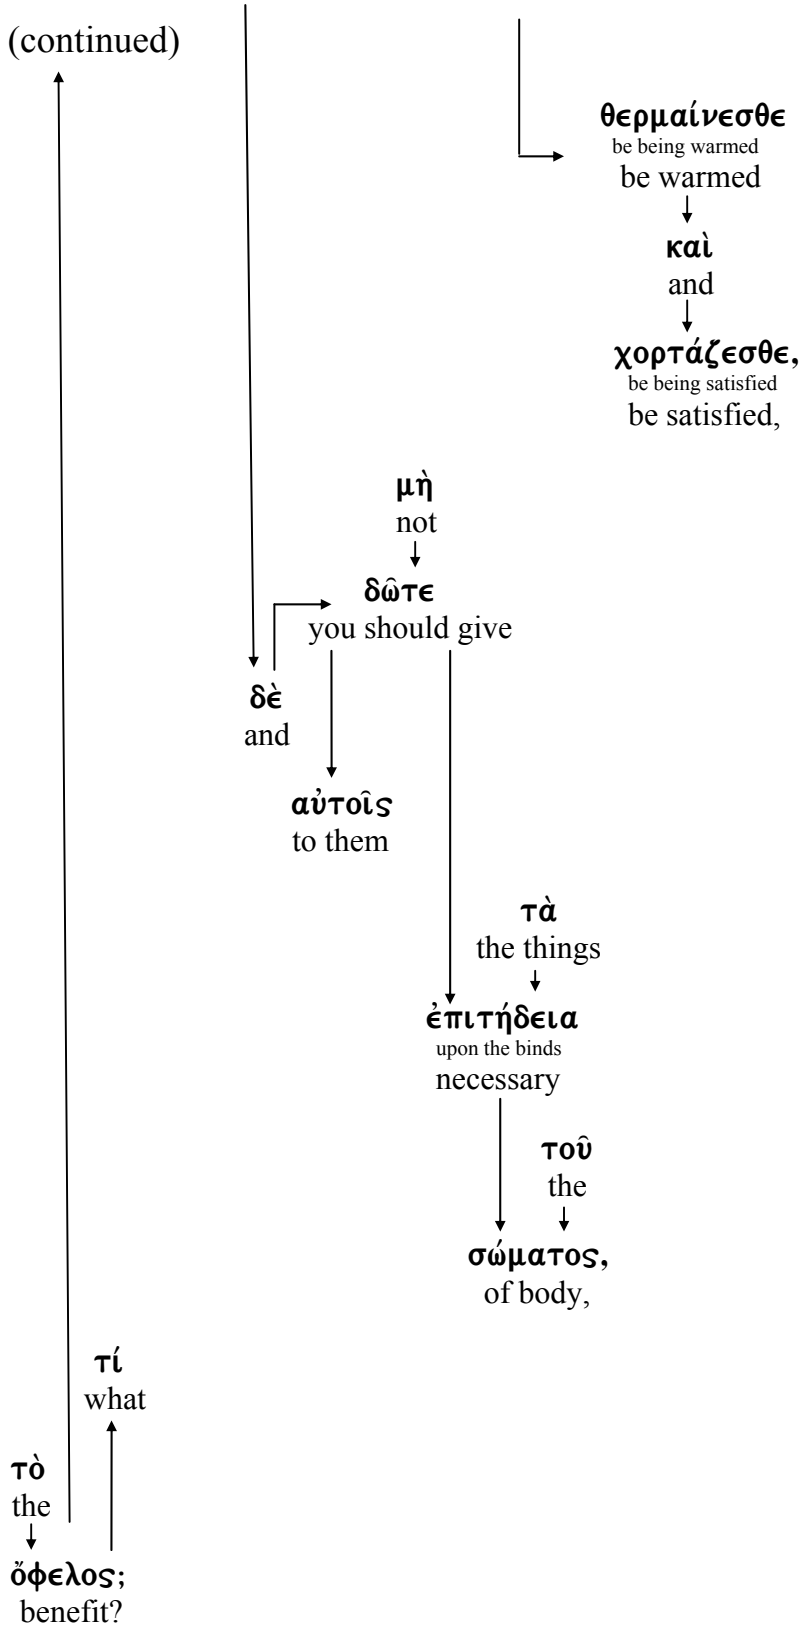 (continued)
θερμαίνεσθε
be being warmed
be warmed
καὶ
and
χορτάζεσθε,
be being satisfied
be satisfied,
μὴ
not
δῶτε
you should give
δὲ
and
αὐτοῖς
to them
τὰ
the things
ἐπιτήδεια
upon the binds
necessary
τοῦ
the
σώματος,
of body,
τί
what
τὸ
the
ὄφελος;
benefit?